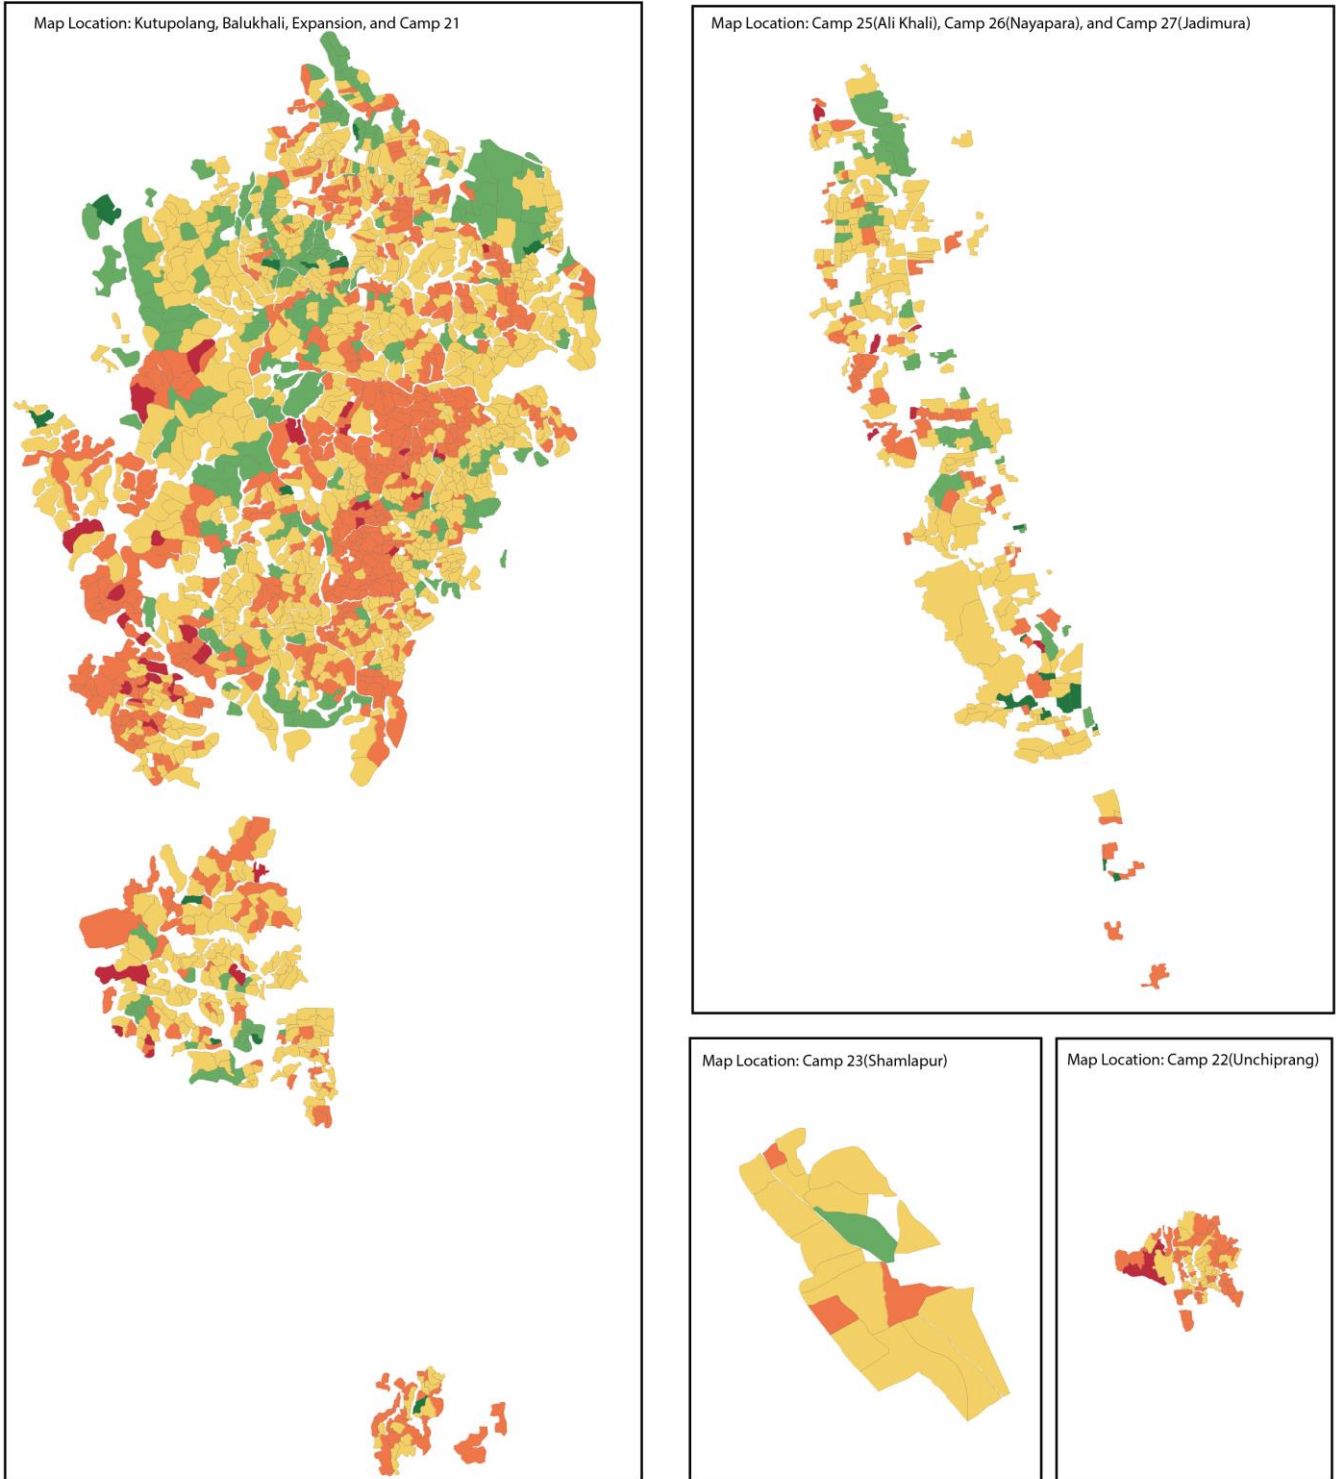 Map Location: Kutupolang, Balukhali, Expansion, and Camp 21
Map Location: Camp 25(Ali Khali), Camp 26(Nayapara), and Camp 27(Jadimura)
Map Location: Camp 23(Shamlapur)
Map Location: Camp 22(Unchiprang)